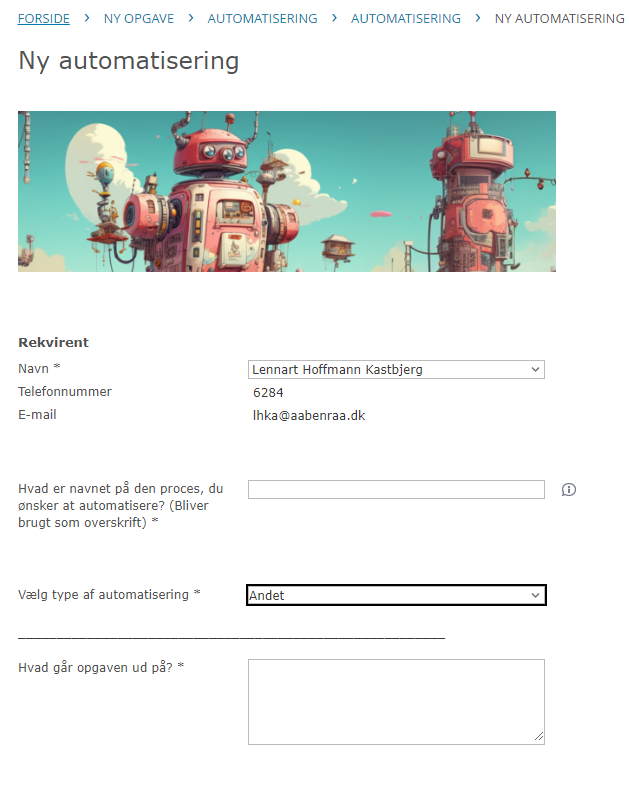 FORSIDE > NY OPGAVE > AUTOMATISERING > AUTOMATISERING > NY AUTOMATISERING
Ny automatisering
Rekvirent
Navn * Lennart Hoffmann Kastbjerg
Telefonnummer 6284
E-mail lhka@aabenraa.dk
Hvad er navnet på den proces, du
ønsker at automatisere? (Bliver
brugt som overskrift) *
Vælg type af automatisering * Andet
Hvad går opgaven ud på? *